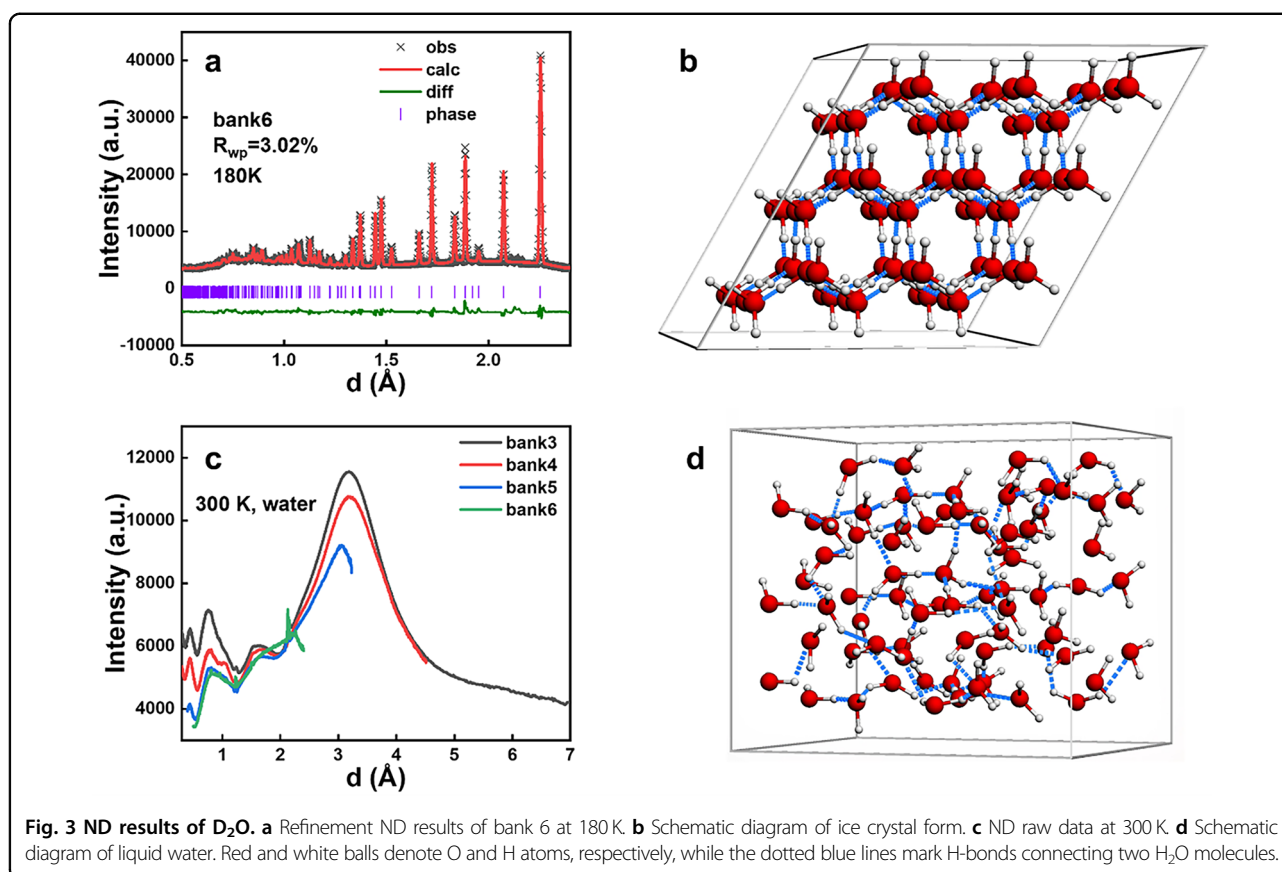 a
obs
calc
diff
phase
bank6
R_wp=3.02%
180K
Intensity (a.u.)
40000
30000
20000
10000
0
-10000
0.5
1.0
1.5
2.0
d (Å)
b
c
bank3
bank4
bank5
bank6
300 K, water
Intensity (a.u.)
12000
10000
8000
6000
4000
1
2
3
4
5
6
7
d (Å)
d
Fig. 3 ND results of D₂O. a Refinement ND results of bank 6 at 180 K. b Schematic diagram of ice crystal form. c ND raw data at 300 K. d Schematic
diagram of liquid water. Red and white balls denote O and H atoms, respectively, while the dotted blue lines mark H-bonds connecting two H₂O molecules.